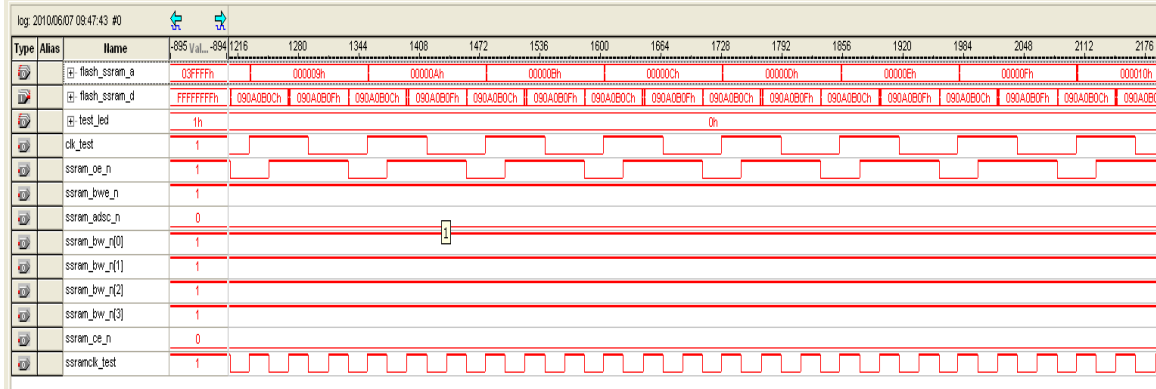 log: 2010/06/07 09:47:43 #0
Type Alias Name -895 Val... -894 1216 1280 1344 1408 1472 1536 1600 1664 1728 1792 1856 1920 1984 2048 2112 2176
flash_ssram_a 03FFFFh 000009h 00000Ah 00000Bh 00000Ch 00000Dh 00000Eh 00000Fh 000010h
flash_ssram_d FFFFFFFFh 090A0B0Ch 090A0B0Fh 090A0B0Ch 090A0B0Fh 090A0B0Ch 090A0B0Fh 090A0B0Ch 090A0B0Fh 090A0B0Ch 090A0B0Fh 090A0B0Ch 090A0B0Fh 090A0B0Ch 090A0B0Fh 090A0B0Ch 090A0B0
test_led 1h 0h
clk_test 1
ssram_oe_n 1
ssram_bwe_n 1
ssram_adsc_n 0
1
ssram_bw_n[0] 1
ssram_bw_n[1] 1
ssram_bw_n[2] 1
ssram_bw_n[3] 1
ssram_ce_n 0
ssramclk_test 1